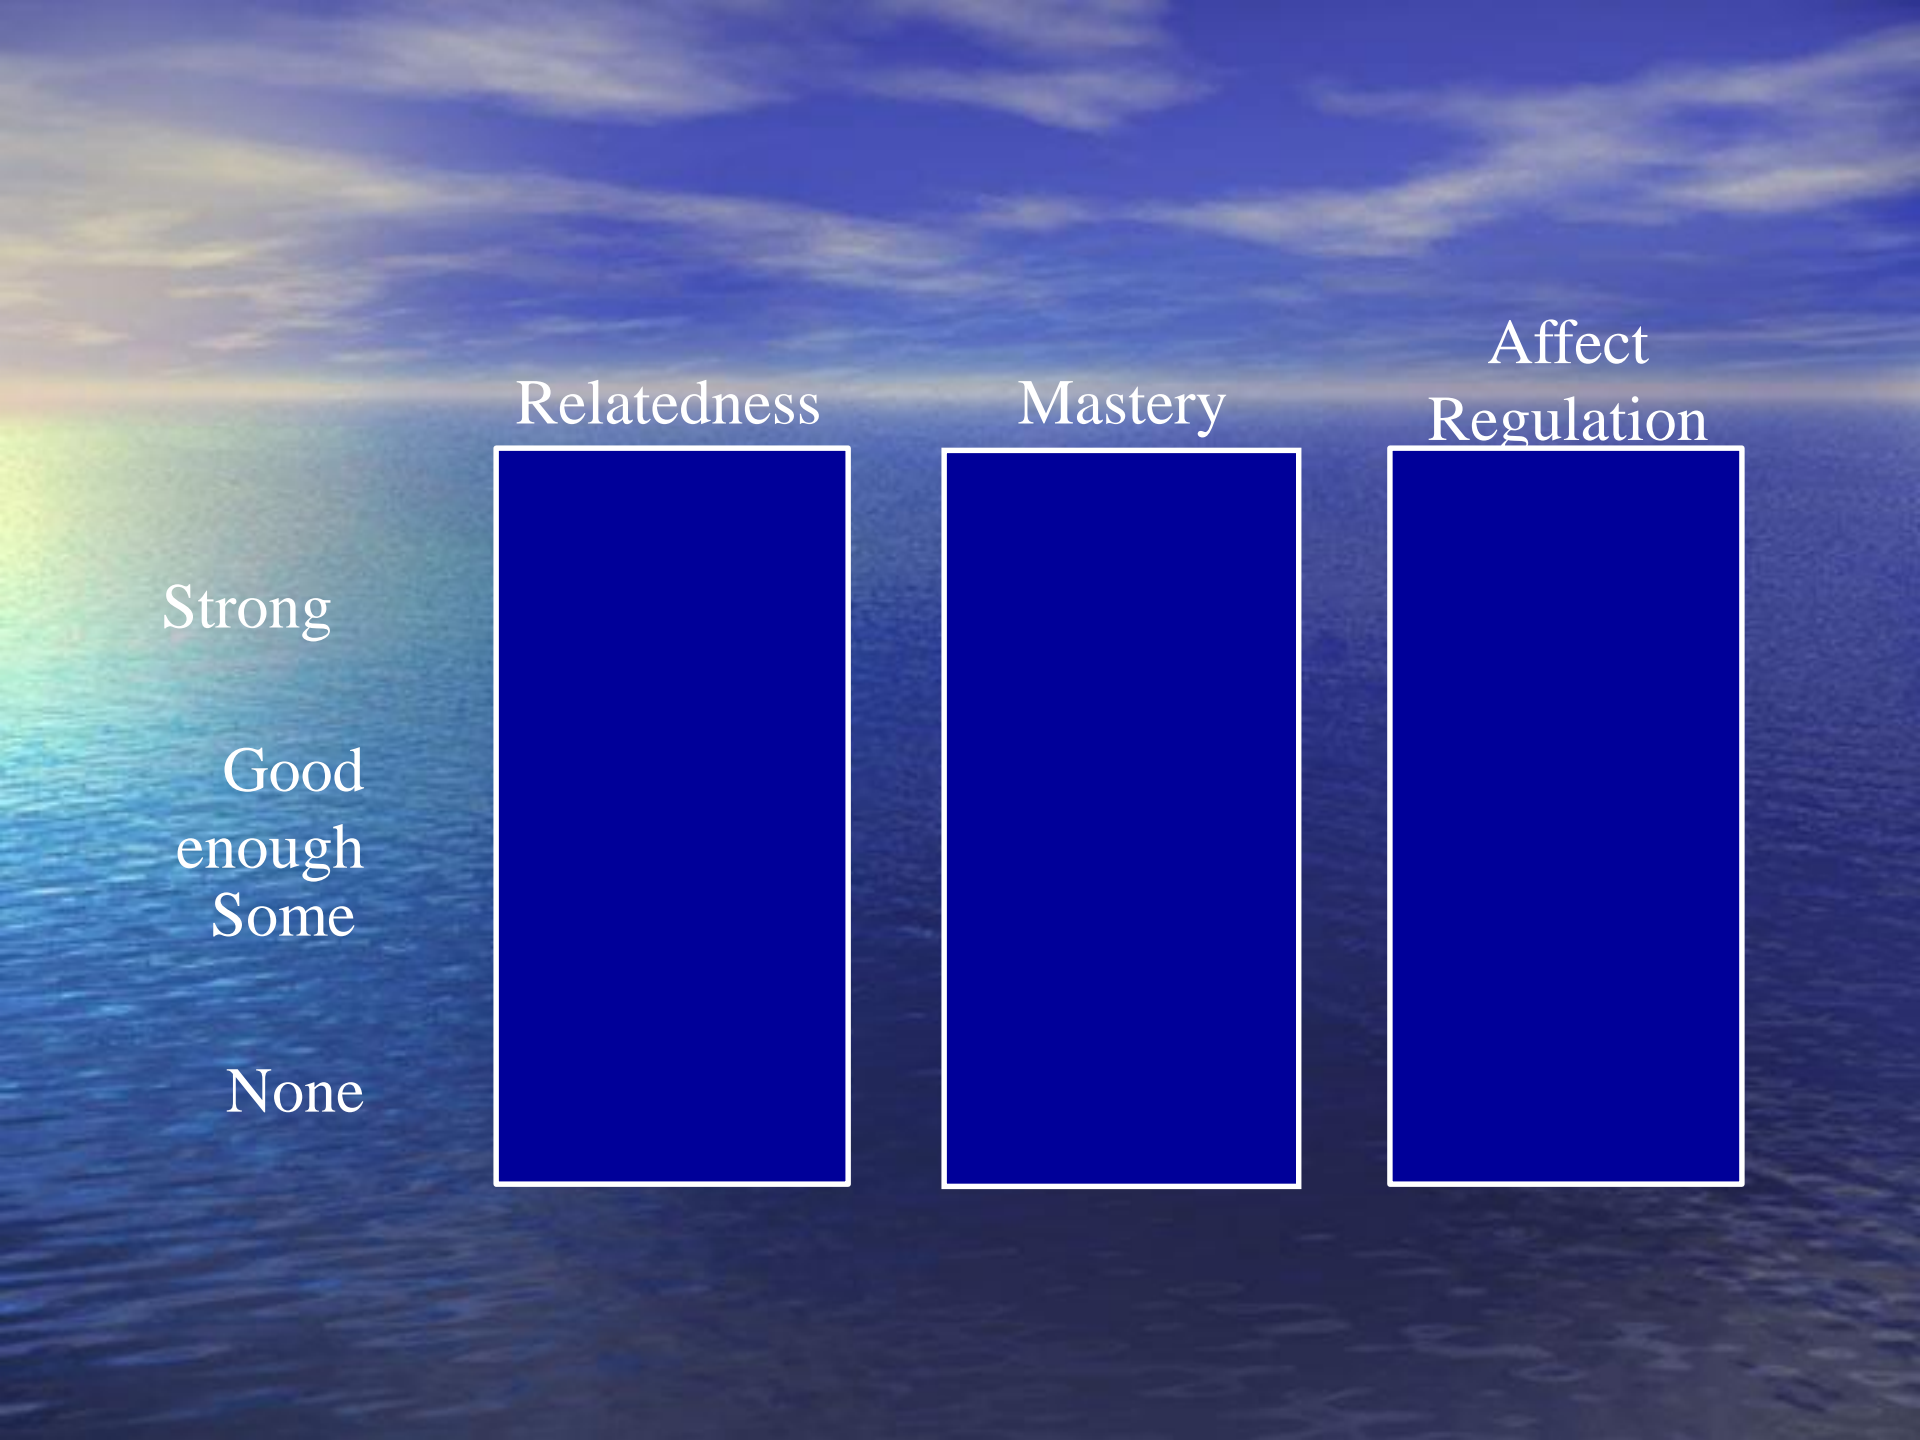 Relatedness
Mastery
Affect
Regulation
Strong
Good
enough
Some
None